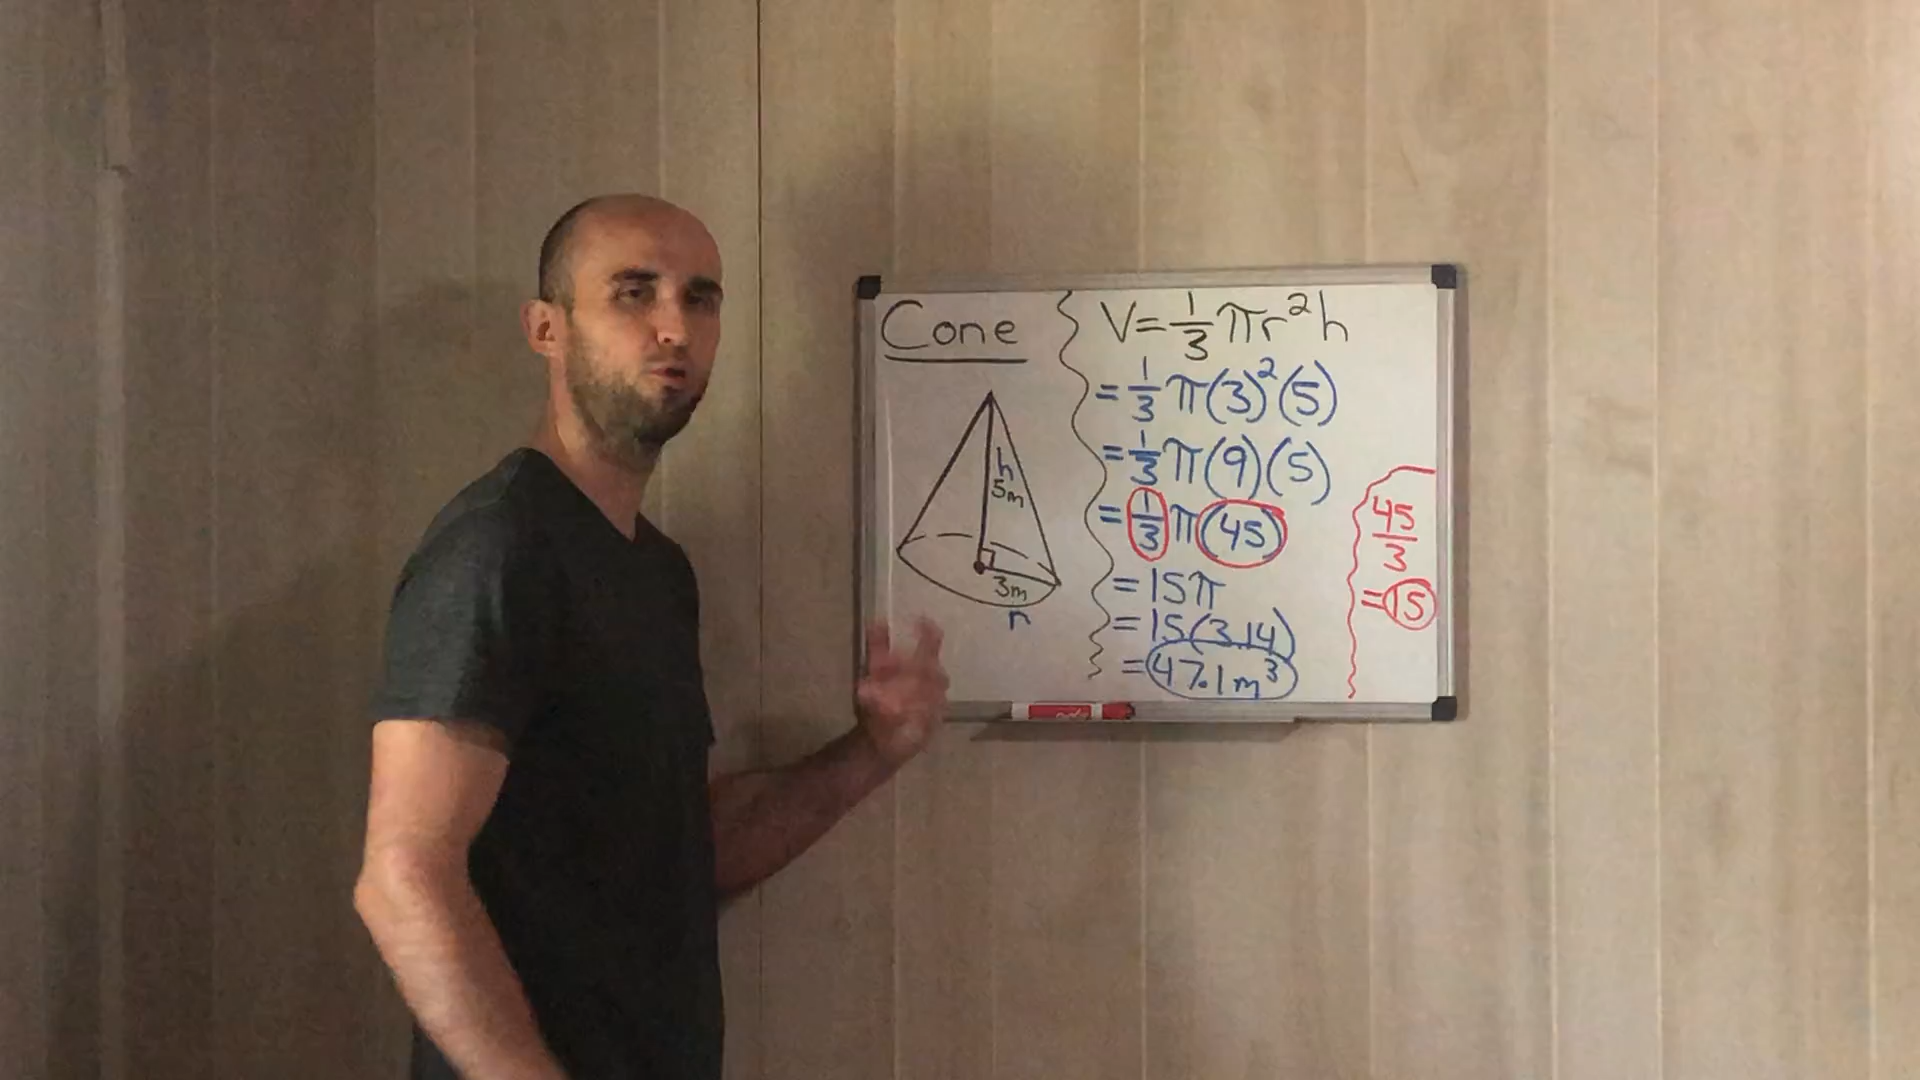 Cone
h
5m
3m
r
V=1/3πr²h
=1/3π(3)²(5)
=1/3π(9)(5)
=1/3π(45)
=15π
=15(3.14)
=47.1m³
45/3
=15